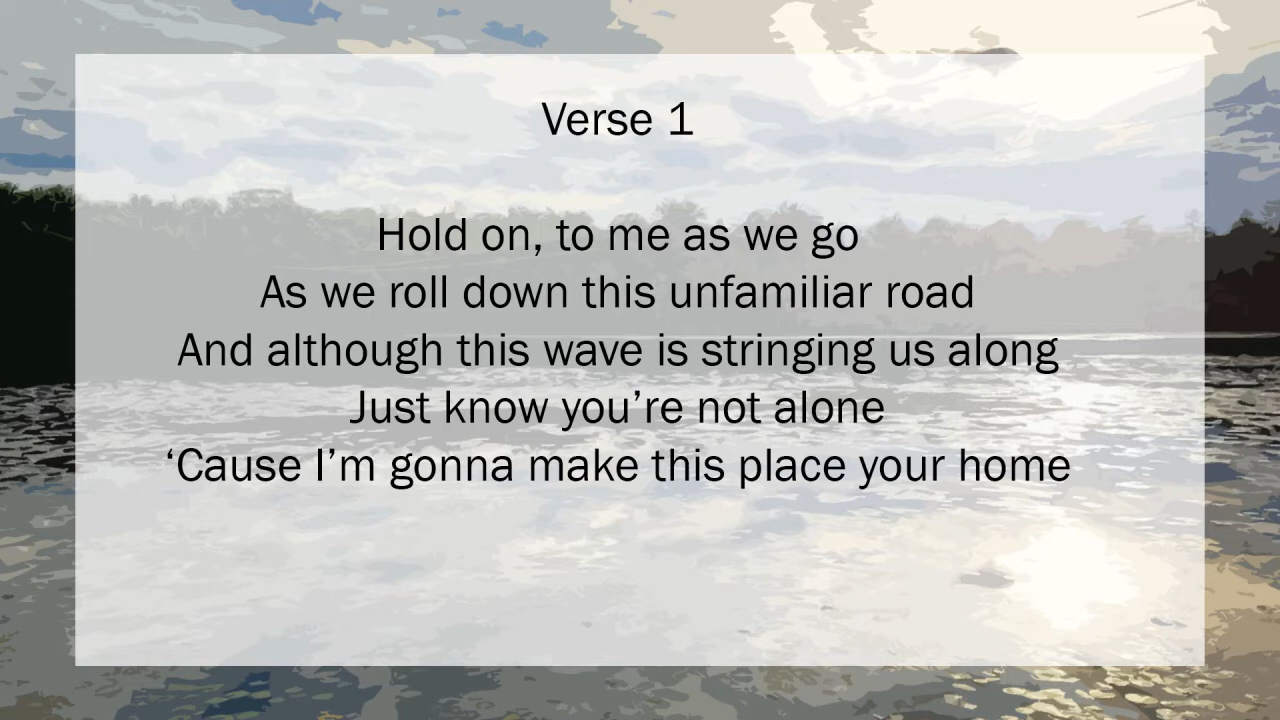 Verse 1
Hold on, to me as we go
As we roll down this unfamiliar road
And although this wave is stringing us along
Just know you’re not alone
‘Cause I’m gonna make this place your home